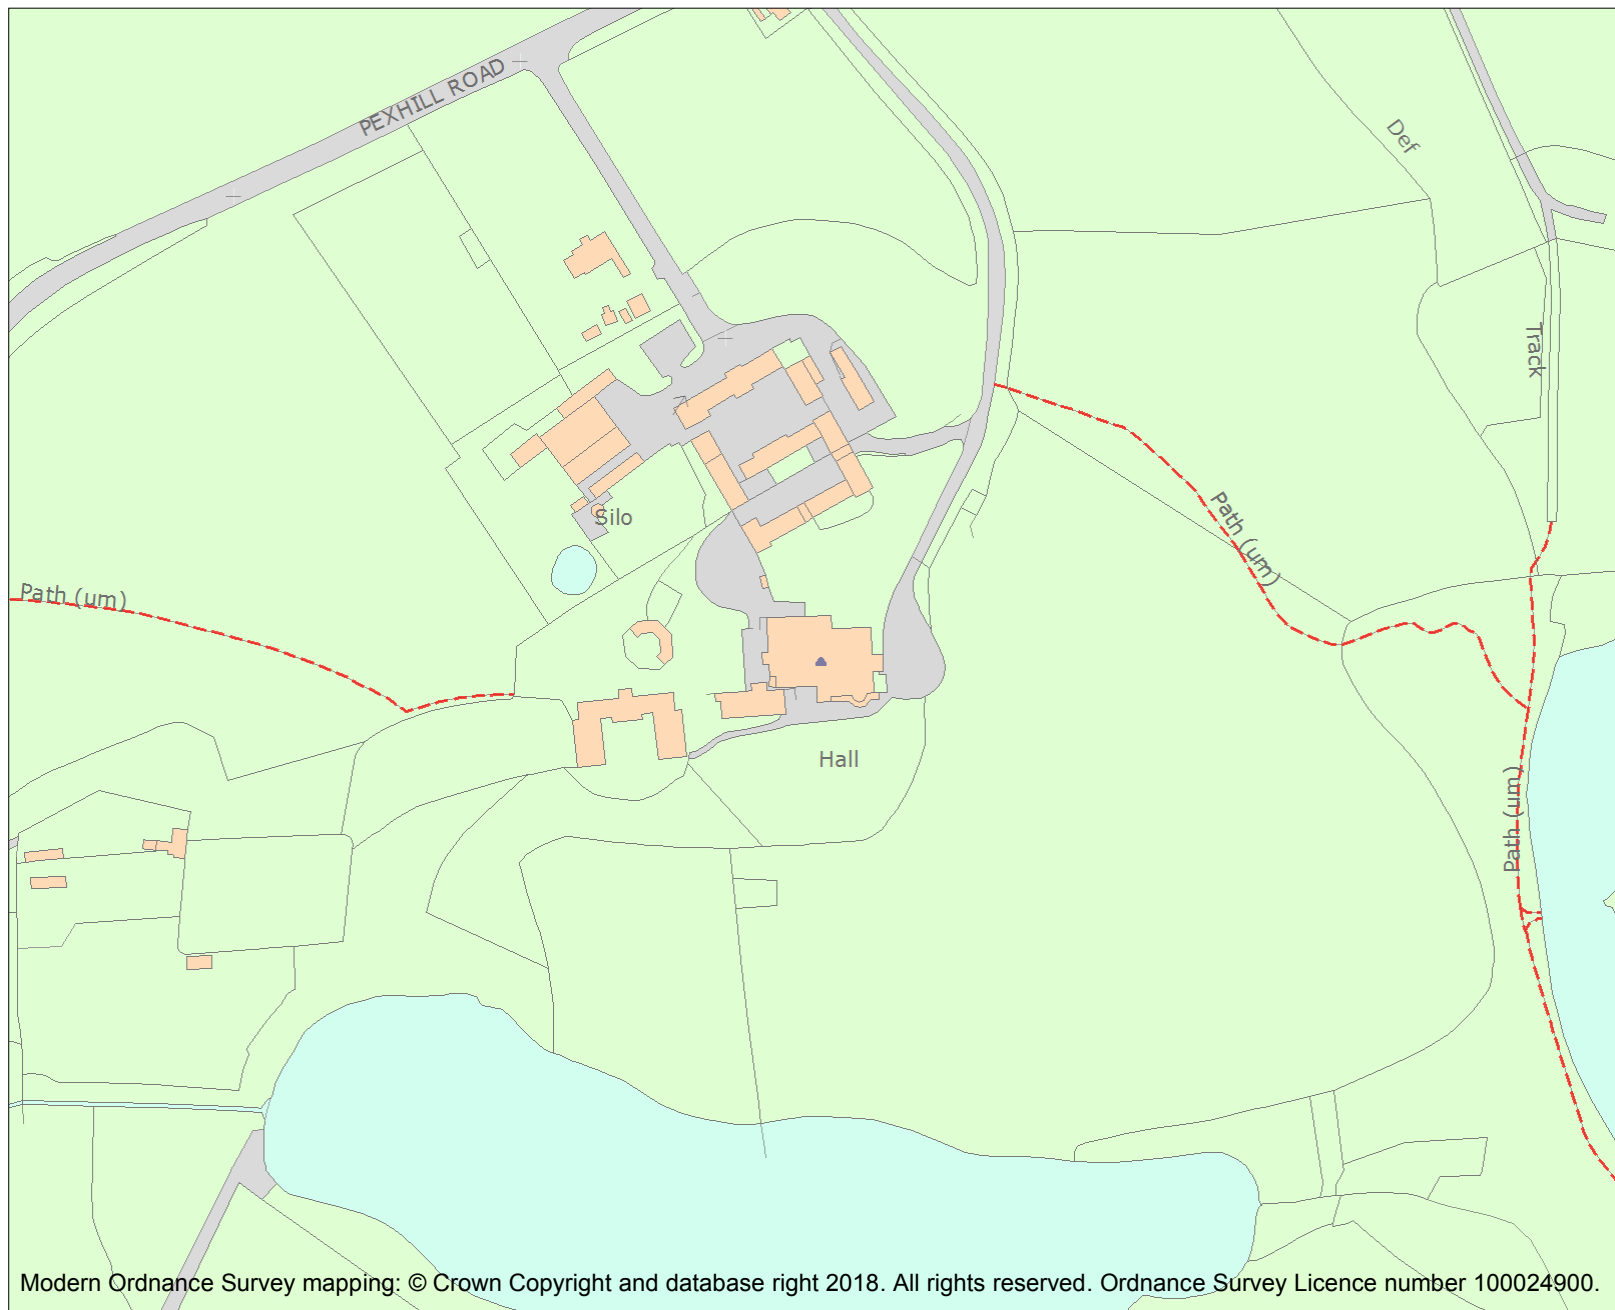 PEXHILL ROAD
Def
Track
Path (um)
Silo
Path (um)
Hall
Path (um)
Modern Ordnance Survey mapping: © Crown Copyright and database right 2018. All rights reserved. Ordnance Survey Licence number 100024900.